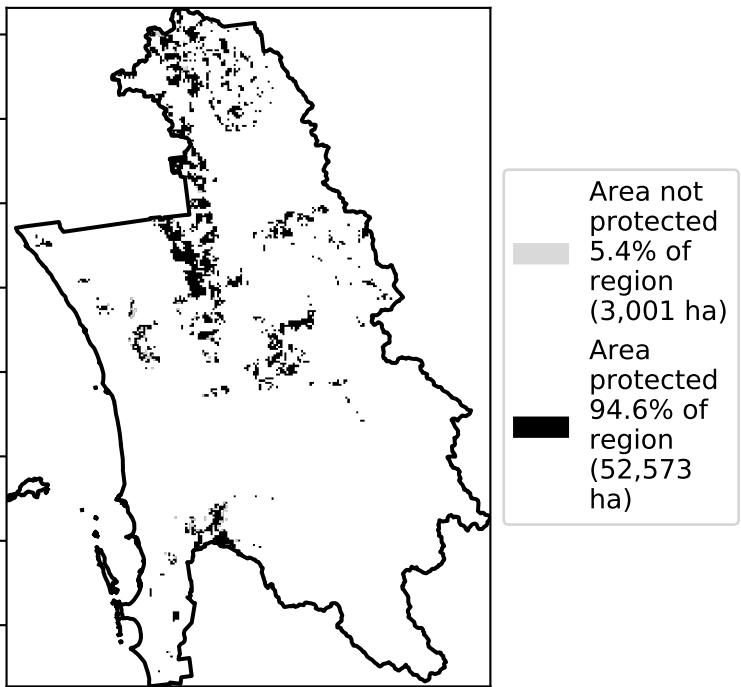 Area not
protected
5.4% of
region
(3,001 ha)
Area
protected
94.6% of
region
(52,573
ha)